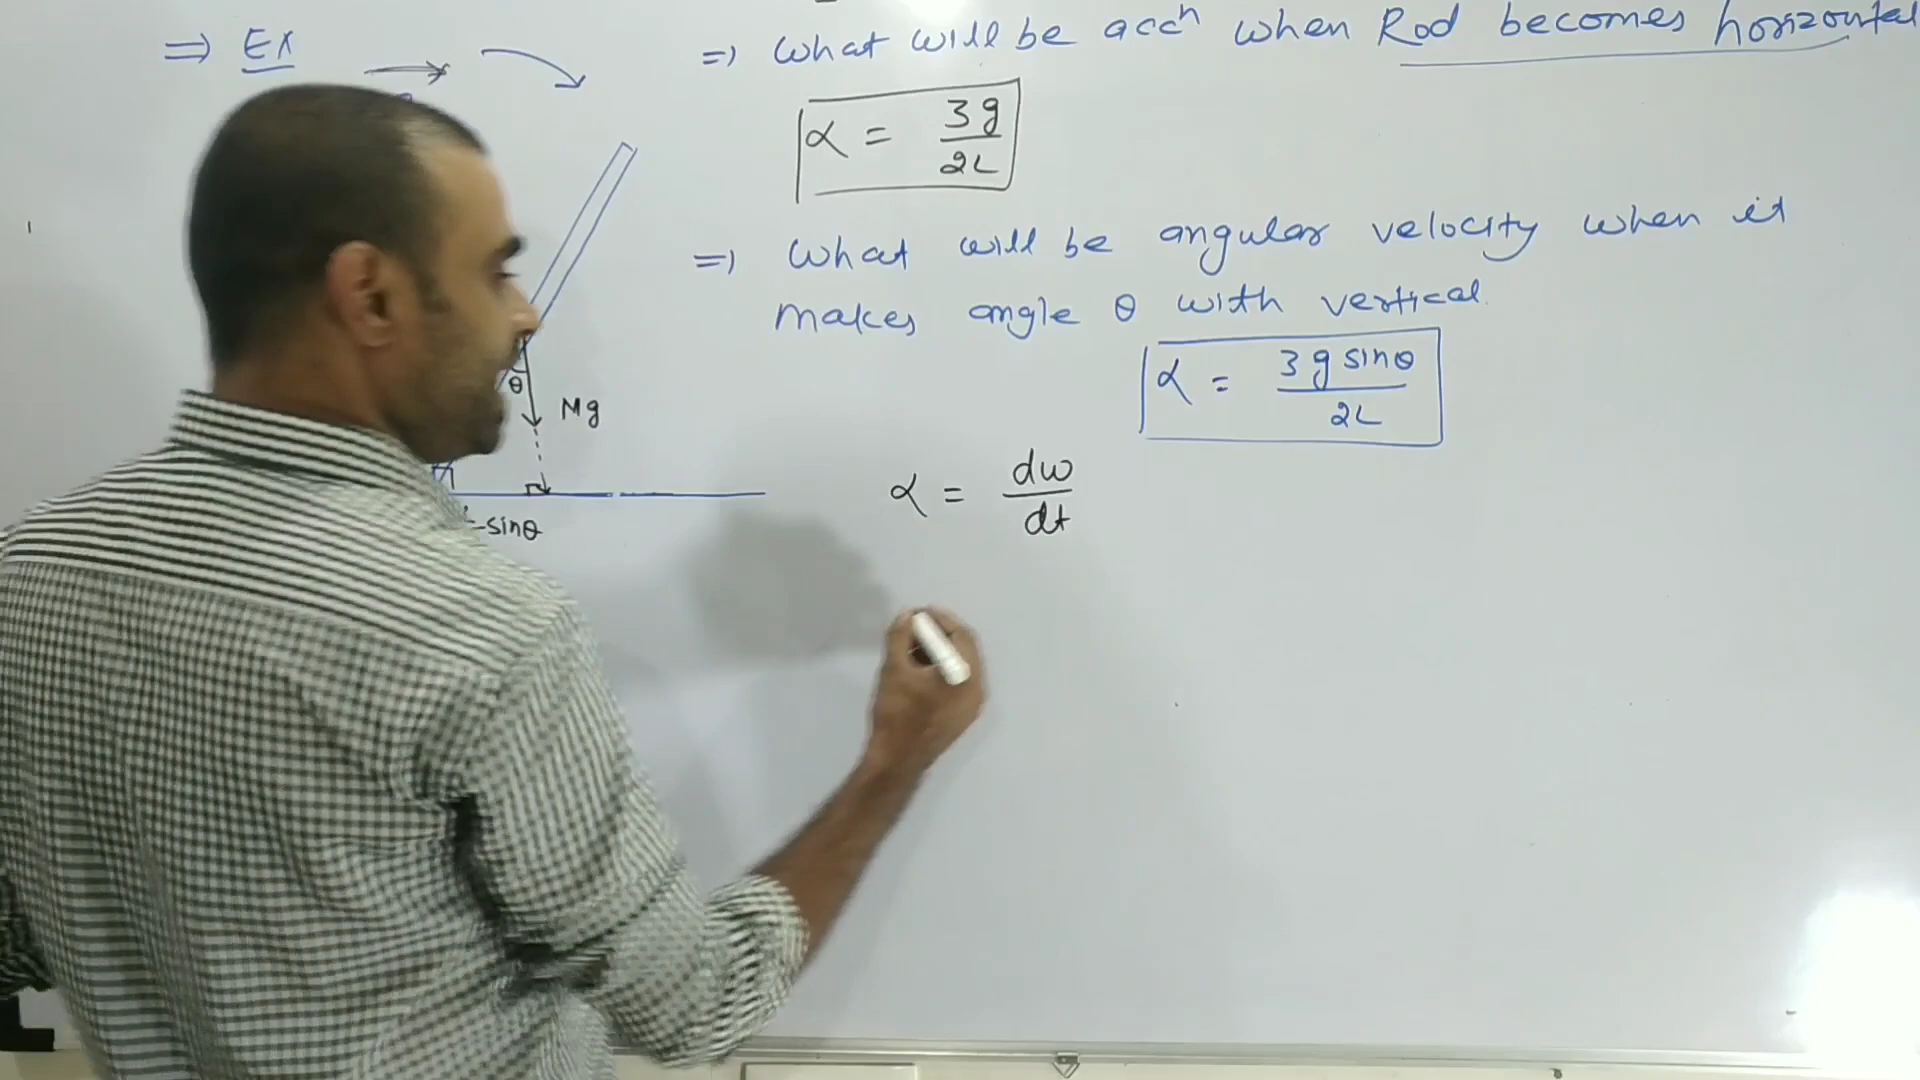 ⇒ Ex
⇒ What will be accⁿ when Rod becomes horizontal
α = 3g / 2L
⇒ What will be angular velocity when it
makes angle θ with vertical.
α = 3g sinθ / 2L
θ
Mg
α = dω / dt
sinθ